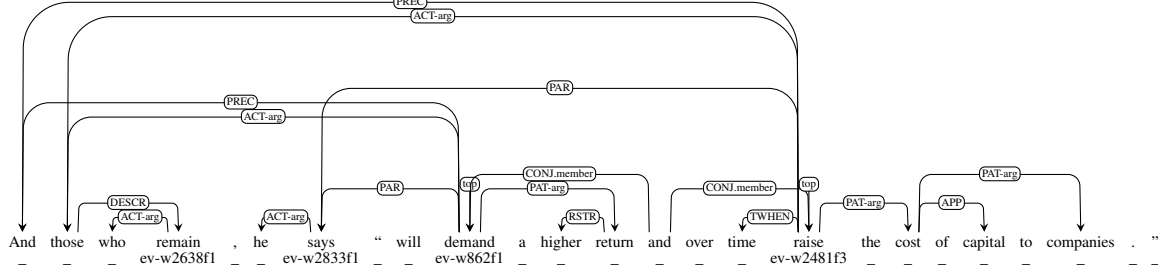 PREC
ACT-arg
PAR
PREC
ACT-arg
CONJ.member
PAT-arg
PAR
top
PAT-arg
CONJ.member
top
DESCR
PAT-arg
APP
ACT-arg
ACT-arg
RSTR
TWHEN
And those who remain , he says “ will demand a higher return and over time raise the cost of capital to companies . ”
_ _ _ ev-w2638f1 _ _ ev-w2833f1 _ _ ev-w862f1 _ _ _ _ _ _ ev-w2481f3 _ _ _ _ _ _ _ _